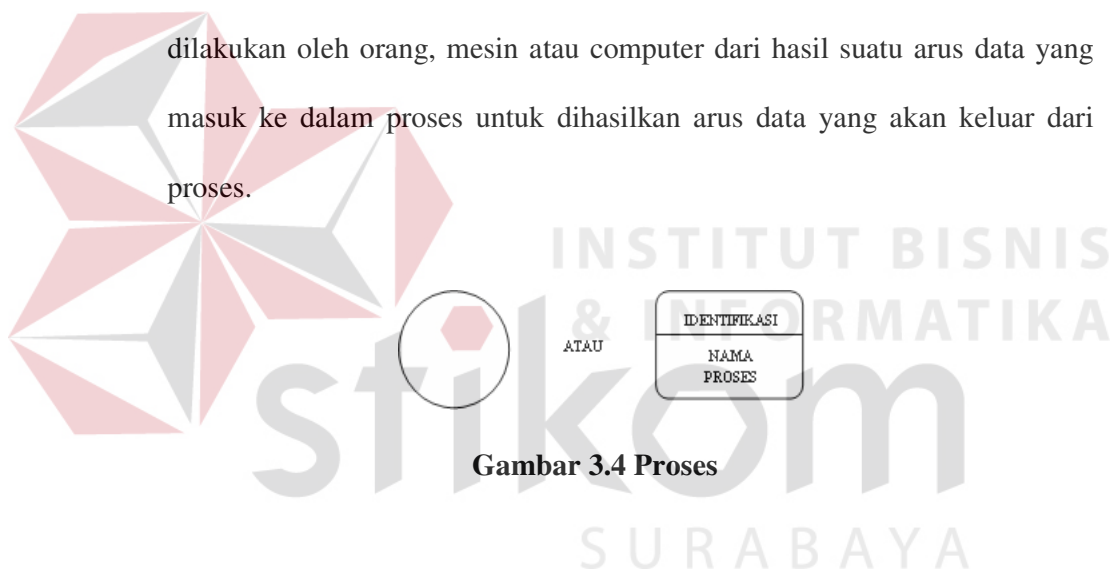 dilakukan oleh orang, mesin atau computer dari hasil suatu arus data yang
masuk ke dalam proses untuk dihasilkan arus data yang akan keluar dari
proses.
INSTITUT BISNIS
& INFORMATIKA
IDENTIFIKASI
ATAU
NAMA
PROSES
stikom
Gambar 3.4 Proses
SURABAYA